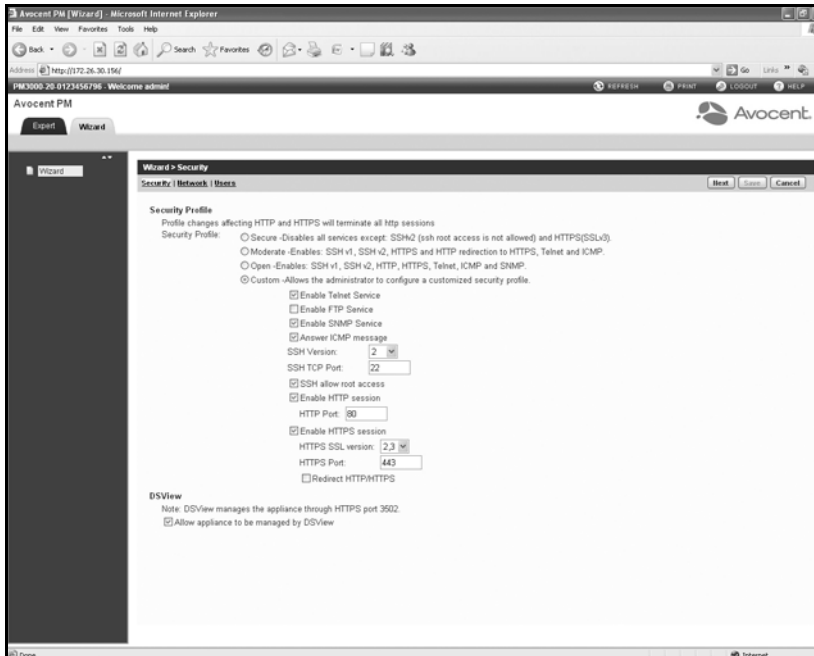 Avocent PM [Wizard] - Microsoft Internet Explorer
File Edit View Favorites Tools Help
Back Search Favorites
Address http://172.26.30.156/ Go Links
PM3000-20-0123456796 - Welcome admin! REFRESH PRINT LOGOUT HELP
Avocent PM
Avocent.
Expert Wizard
Wizard
Wizard > Security
Security | Network | Users Next Save Cancel
Security Profile
Profile changes affecting HTTP and HTTPS will terminate all http sessions
Security Profile: Secure -Disables all services except: SSHv2 (ssh root access is not allowed) and HTTPS(SSLv3).
Moderate -Enables: SSH v1, SSH v2, HTTPS and HTTP redirection to HTTPS, Telnet and ICMP.
Open -Enables: SSH v1, SSH v2, HTTP, HTTPS, Telnet, ICMP and SNMP.
Custom -Allows the administrator to configure a customized security profile.
Enable Telnet Service
Enable FTP Service
Enable SNMP Service
Answer ICMP message
SSH Version: 2
SSH TCP Port: 22
SSH allow root access
Enable HTTP session
HTTP Port: 80
Enable HTTPS session
HTTPS SSL version: 2,3
HTTPS Port: 443
Redirect HTTP/HTTPS
DSView
Note: DSView manages the appliance through HTTPS port 3502.
Allow appliance to be managed by DSView
Done Internet